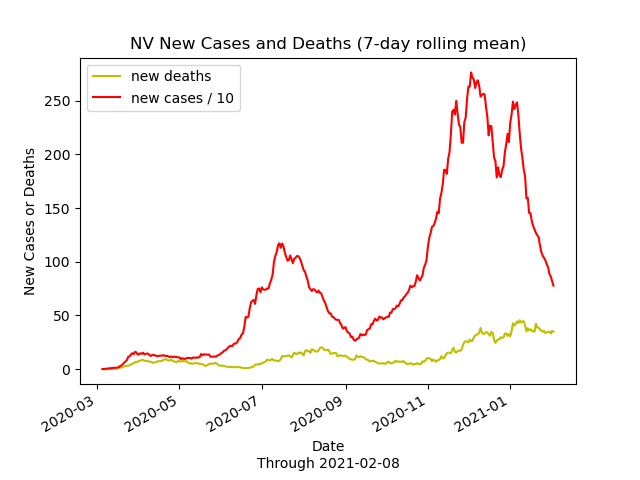 NV New Cases and Deaths (7-day rolling mean)
new deaths
new cases / 10
New Cases or Deaths
250
200
150
100
50
0
2020-03
2020-05
2020-07
2020-09
2020-11
2021-01
Date
Through 2021-02-08